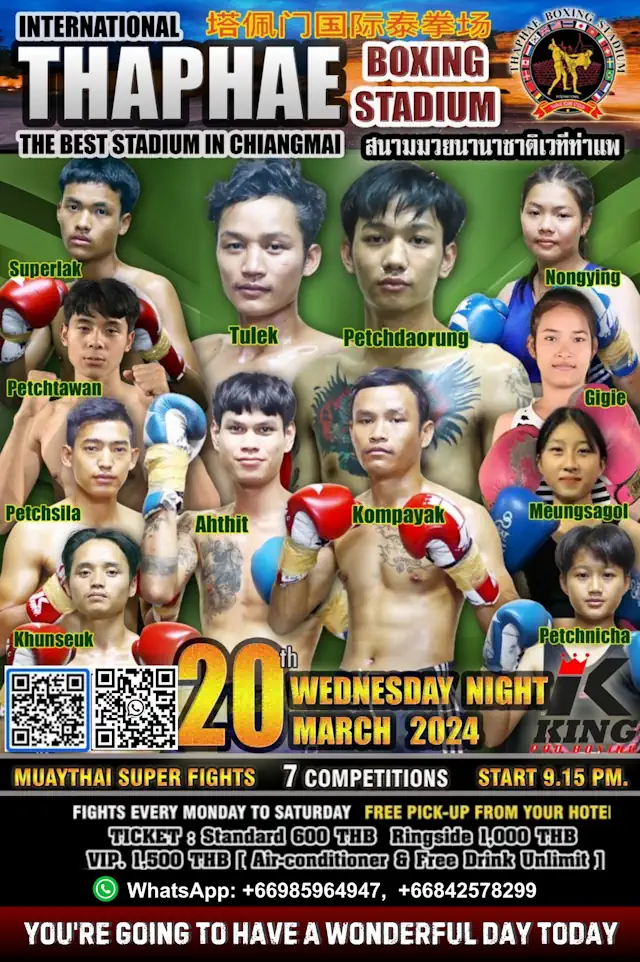 INTERNATIONAL
塔佩门国际泰拳场
THAPHAE
BOXING
STADIUM
THE BEST STADIUM IN CHIANGMAI
สนามมวยนานาชาติเวทีท่าแพ
THAPHAE BOXING STADIUM
Superlak
Nongying
Tulek
Petchdaorung
Petchtawan
Gigie
Petchsila
Ahthit
Kompayak
Meungsagol
Khunseuk
Petchnicha
20th
WEDNESDAY NIGHT
MARCH 2024
K
KING
PRO BOXING
MUAYTHAI SUPER FIGHTS 7 COMPETITIONS START 9.15 PM.
FIGHTS EVERY MONDAY TO SATURDAY FREE PICK-UP FROM YOUR HOTEl
TICKET : Standard 600 THB Ringside 1,000 THB
VIP. 1,500 THB [ Air-conditioner & Free Drink Unlimit ]
WhatsApp: +66985964947, +66842578299
YOU'RE GOING TO HAVE A WONDERFUL DAY TODAY